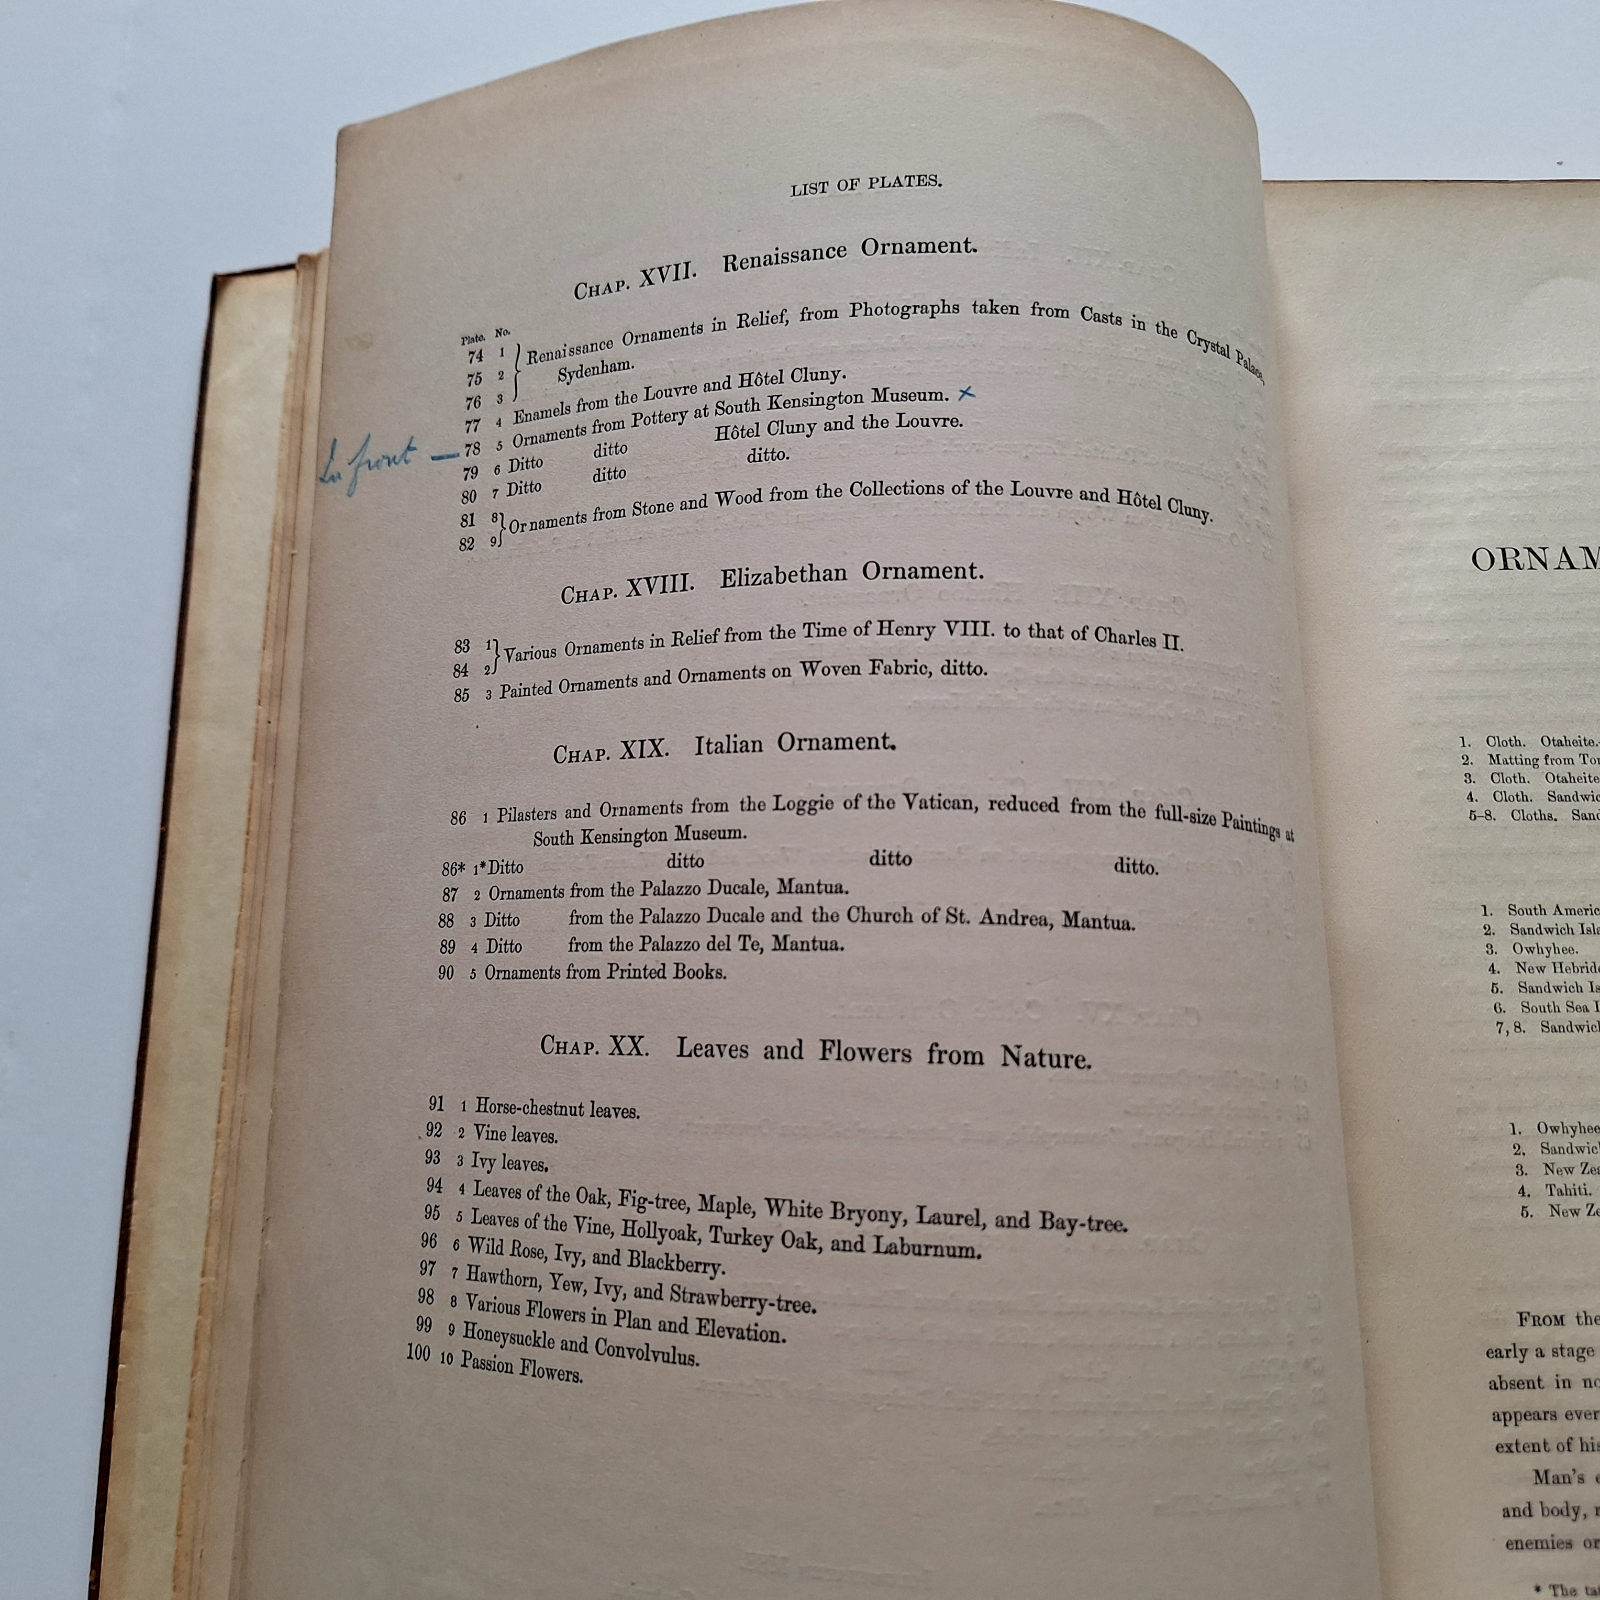 LIST OF PLATES.
CHAP. XVII. Renaissance Ornament.
Plate. No.
74 1 } Renaissance Ornaments in Relief, from Photographs taken from Casts in the Crystal Palace,
75 2 Sydenham.
76 3
77 4 Enamels from the Louvre and Hôtel Cluny.
In front — 78 5 Ornaments from Pottery at South Kensington Museum. x
79 6 Ditto ditto Hôtel Cluny and the Louvre.
80 7 Ditto ditto ditto.
81 8 } Ornaments from Stone and Wood from the Collections of the Louvre and Hôtel Cluny.
82 9
CHAP. XVIII. Elizabethan Ornament.
83 1 } Various Ornaments in Relief from the Time of Henry VIII. to that of Charles II.
84 2
85 3 Painted Ornaments and Ornaments on Woven Fabric, ditto.
CHAP. XIX. Italian Ornament.
86 1 Pilasters and Ornaments from the Loggie of the Vatican, reduced from the full-size Paintings at
South Kensington Museum.
86* 1* Ditto ditto ditto ditto.
87 2 Ornaments from the Palazzo Ducale, Mantua.
88 3 Ditto from the Palazzo Ducale and the Church of St. Andrea, Mantua.
89 4 Ditto from the Palazzo del Te, Mantua.
90 5 Ornaments from Printed Books.
CHAP. XX. Leaves and Flowers from Nature.
91 1 Horse-chestnut leaves.
92 2 Vine leaves.
93 3 Ivy leaves.
94 4 Leaves of the Oak, Fig-tree, Maple, White Bryony, Laurel, and Bay-tree.
95 5 Leaves of the Vine, Hollyoak, Turkey Oak, and Laburnum.
96 6 Wild Rose, Ivy, and Blackberry.
97 7 Hawthorn, Yew, Ivy, and Strawberry-tree.
98 8 Various Flowers in Plan and Elevation.
99 9 Honeysuckle and Convolvulus.
100 10 Passion Flowers.
ORNAM
1. Cloth. Otaheite.
2. Matting from Ton
3. Cloth. Otaheite
4. Cloth. Sandwic
5-8. Cloths. Sand
1. South Americ
2. Sandwich Isla
3. Owhyhee.
4. New Hebride
5. Sandwich Is
6. South Sea I
7, 8. Sandwic
1. Owhyhee
2. Sandwic
3. New Zea
4. Tahiti.
5. New Ze
FROM the
early a stage
absent in no
appears ever
extent of his
Man's
and body,
enemies or
* The ta